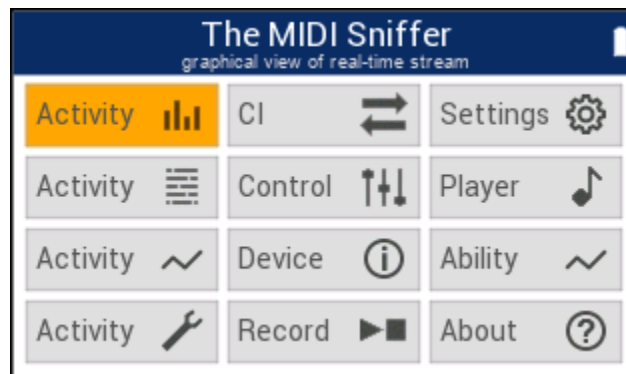 The MIDI Sniffer
graphical view of real-time stream
Activity CI Settings
Activity Control Player
Activity Device Ability
Activity Record About